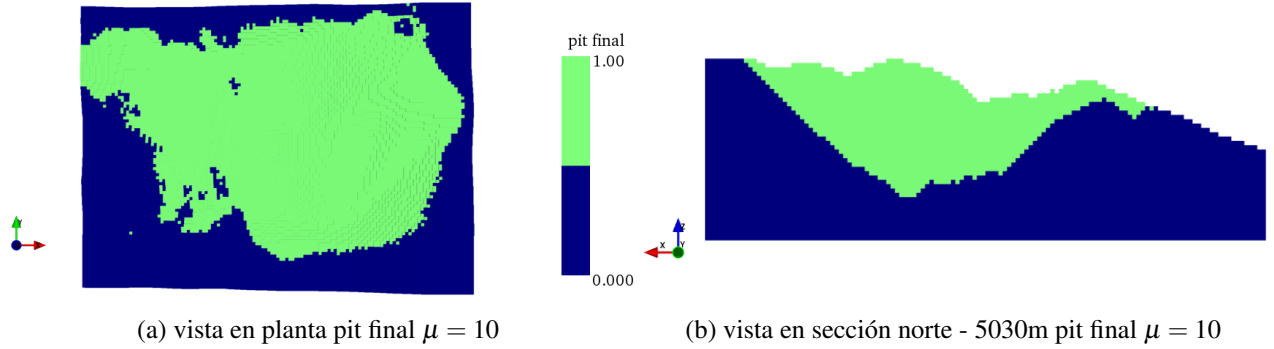 pit final
1.00
0.000
Y
X
Z
Y
(a) vista en planta pit final μ = 10
(b) vista en sección norte - 5030m pit final μ = 10